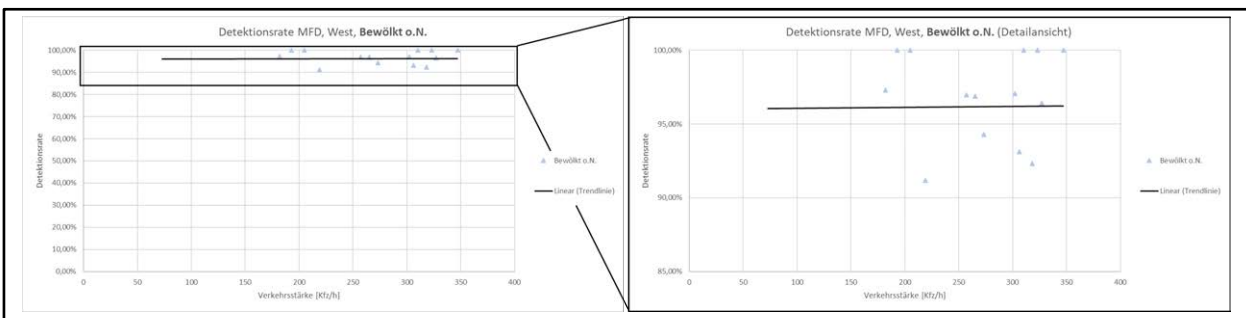 Detektionsrate MFD, West, Bewölkt o.N.
100,00%
90,00%
80,00%
70,00%
60,00%
50,00%
40,00%
30,00%
20,00%
10,00%
0,00%
Detektionsrate
0 50 100 150 200 250 300 350 400
Verkehrsstärke [Kfz/h]
Bewölkt o.N.
Linear (Trendlinie)
Detektionsrate MFD, West, Bewölkt o.N. (Detailansicht)
100,00%
95,00%
90,00%
85,00%
Detektionsrate
0 50 100 150 200 250 300 350 400
Verkehrsstärke [Kfz/h]
Bewölkt o.N.
Linear (Trendlinie)